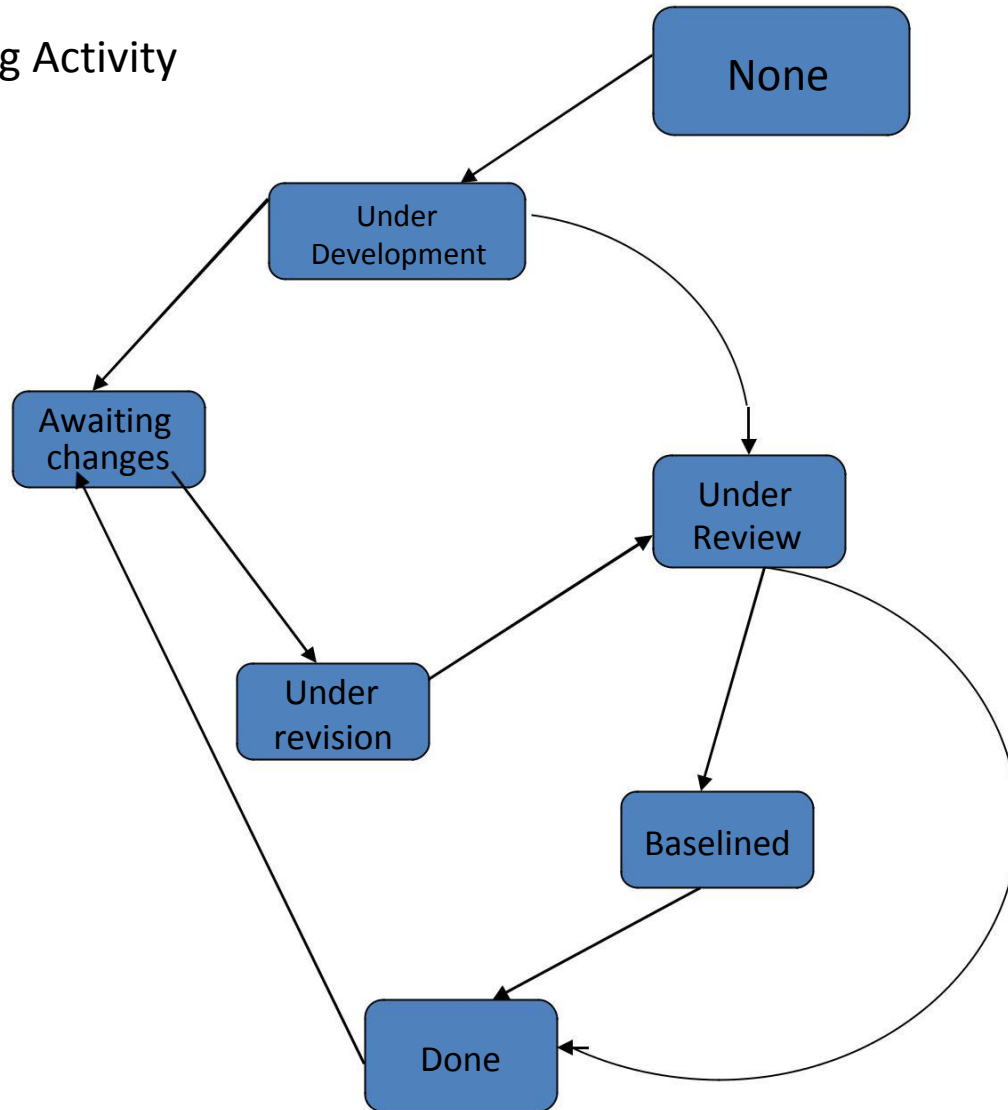 g Activity
None
Under
Development
Awaiting
changes
Under
Review
Under
revision
Baselined
Done